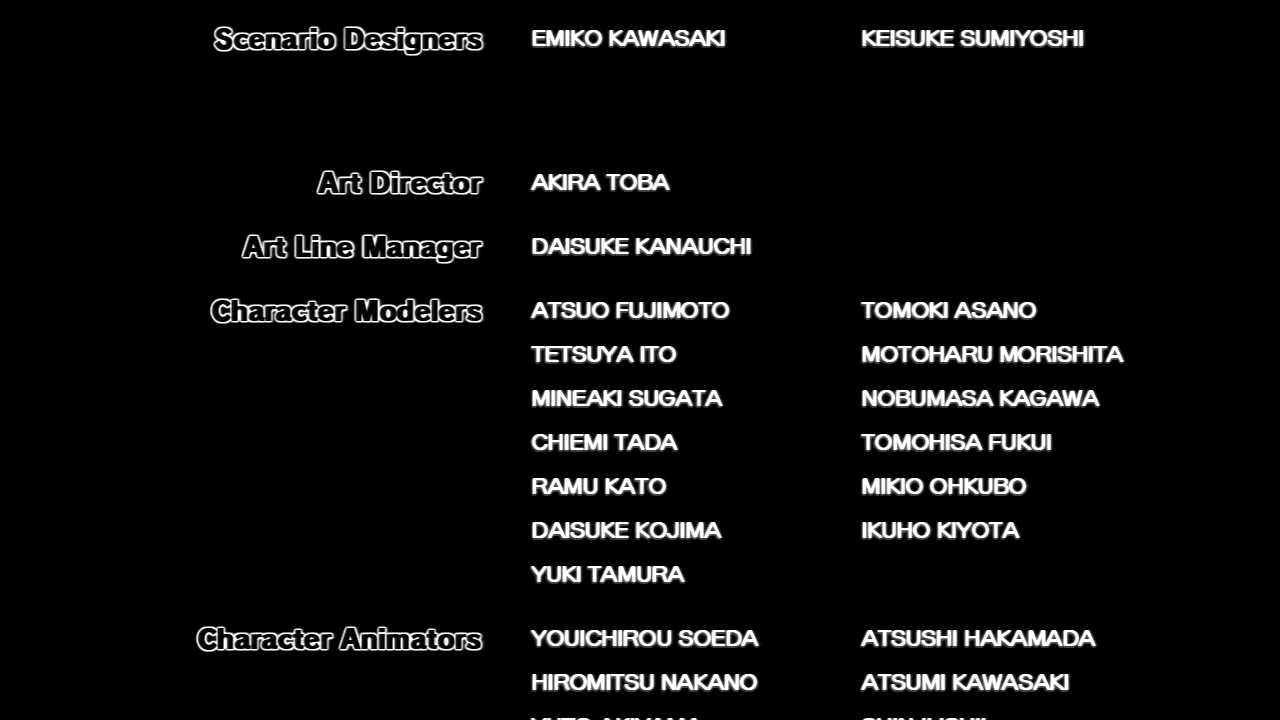 Scenario Designers EMIKO KAWASAKI KEISUKE SUMIYOSHI
Art Director AKIRA TOBA
Art Line Manager DAISUKE KANAUCHI
Character Modelers ATSUO FUJIMOTO TOMOKI ASANO
TETSUYA ITO MOTOHARU MORISHITA
MINEAKI SUGATA NOBUMASA KAGAWA
CHIEMI TADA TOMOHISA FUKUI
RAMU KATO MIKIO OHKUBO
DAISUKE KOJIMA IKUHO KIYOTA
YUKI TAMURA
Character Animators YOUICHIROU SOEDA ATSUSHI HAKAMADA
HIROMITSU NAKANO ATSUMI KAWASAKI